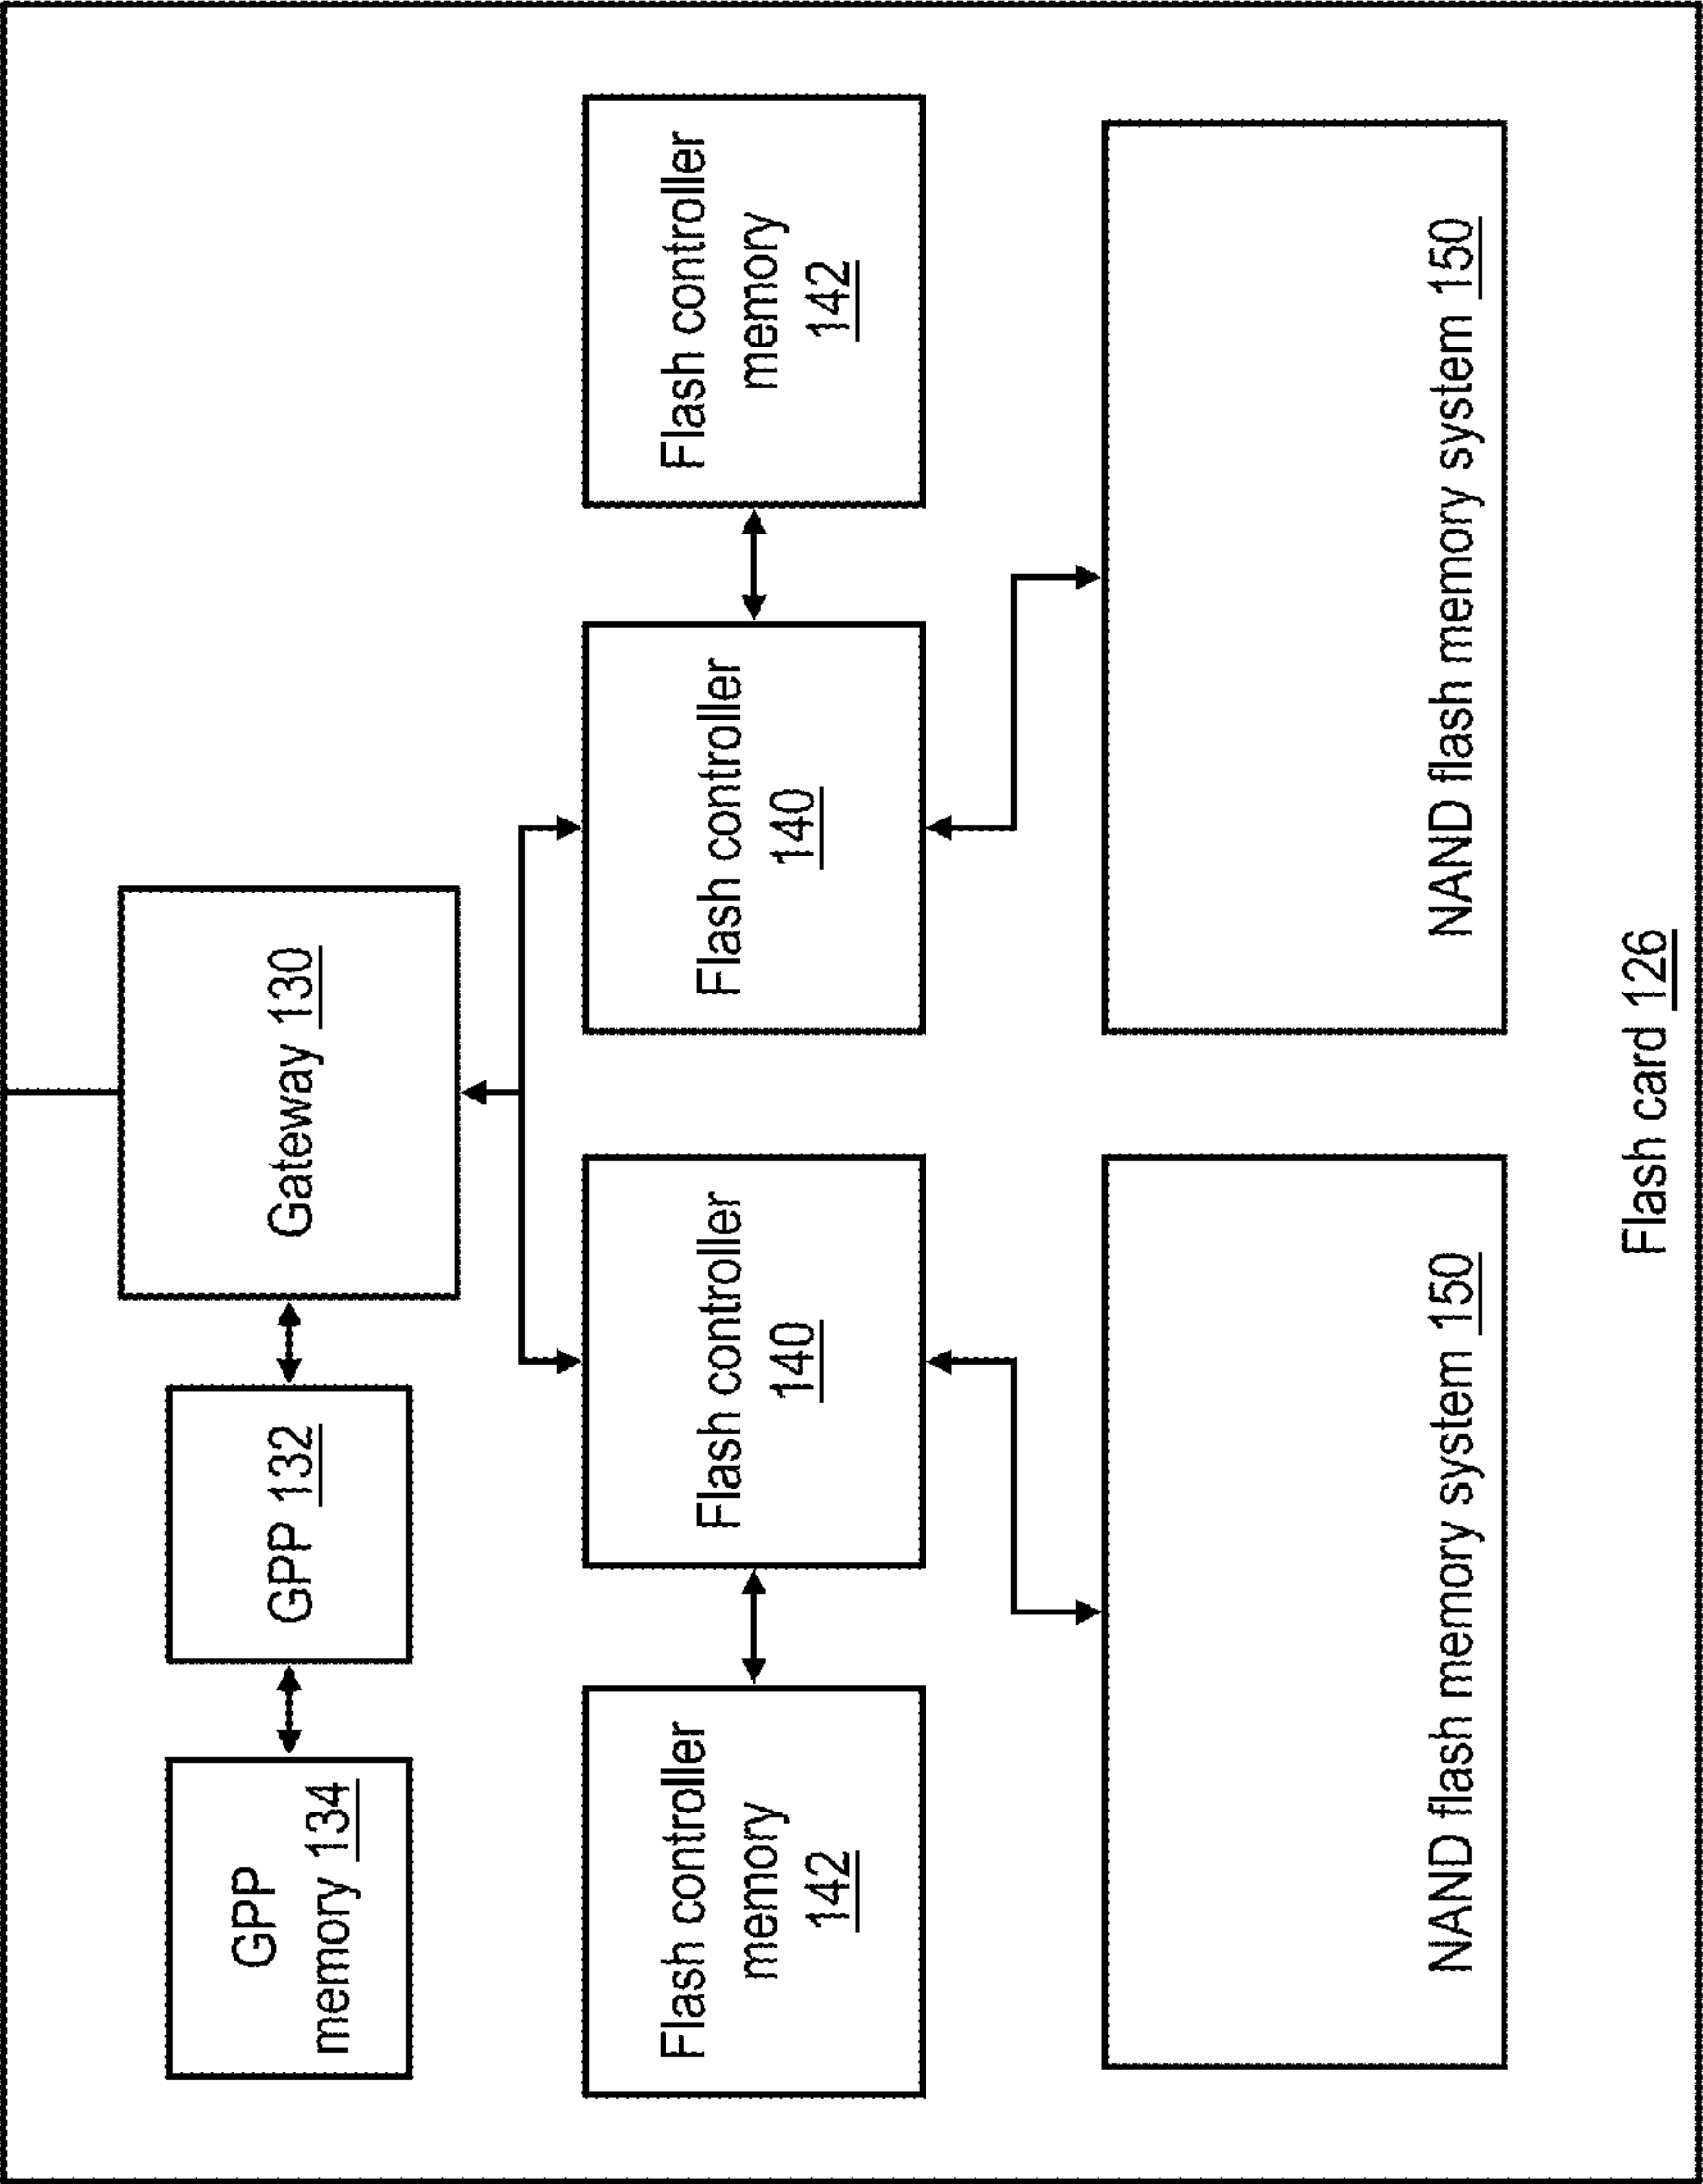 GPP
memory 134
GPP 132
Gateway 130
Flash controller
memory
142
Flash controller
140
Flash controller
140
Flash controller
memory
142
NAND flash memory system 150
NAND flash memory system 150
Flash card 126